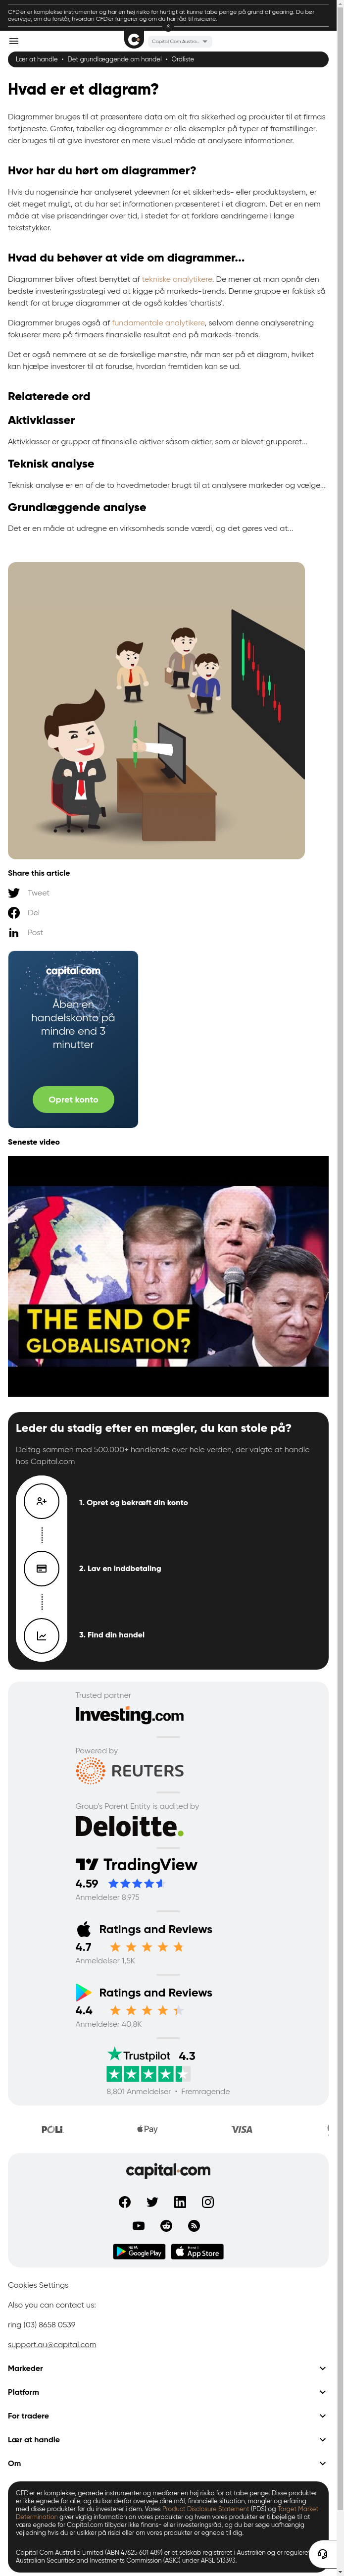 CFD'er er komplekse instrumenter og har en høj risiko for hurtigt at kunne tabe penge på grund af gearing. Du bør
overveje, om du forstår, hvordan CFD'er fungerer og om du har råd til risiciene.
Capital Com Austra...
Lær at handle • Det grundlæggende om handel • Ordliste
Hvad er et diagram?
Diagrammer bruges til at præsentere data om alt fra sikkerhed og produkter til et firmas
fortjeneste. Grafer, tabeller og diagrammer er alle eksempler på typer af fremstillinger,
der bruges til at give investorer en mere visuel måde at analysere informationer.
Hvor har du hørt om diagrammer?
Hvis du nogensinde har analyseret ydeevnen for et sikkerheds- eller produktsystem, er
det meget muligt, at du har set informationen præsenteret i et diagram. Det er en nem
måde at vise prisændringer over tid, i stedet for at forklare ændringerne i lange
tekststykker.
Hvad du behøver at vide om diagrammer...
Diagrammer bliver oftest benyttet af tekniske analytikere. De mener at man opnår den
bedste investeringsstrategi ved at kigge på markeds-trends. Denne gruppe er faktisk så
kendt for at bruge diagrammer at de også kaldes 'chartists'.
Diagrammer bruges også af fundamentale analytikere, selvom denne analyseretning
fokuserer mere på firmaers finansielle resultat end på markeds-trends.
Det er også nemmere at se de forskellige mønstre, når man ser på et diagram, hvilket
kan hjælpe investorer til at forudse, hvordan fremtiden kan se ud.
Relaterede ord
Aktivklasser
Aktivklasser er grupper af finansielle aktiver såsom aktier, som er blevet grupperet...
Teknisk analyse
Teknisk analyse er en af de to hovedmetoder brugt til at analysere markeder og vælge...
Grundlæggende analyse
Det er en måde at udregne en virksomheds sande værdi, og det gøres ved at...
Share this article
Tweet
Del
Post
capital.com
Åben en
handelskonto på
mindre end 3
minutter
Opret konto
Seneste video
THE END OF
GLOBALISATION?
Leder du stadig efter en mægler, du kan stole på?
Deltag sammen med 500.000+ handlende over hele verden, der valgte at handle
hos Capital.com
1. Opret og bekræft din konto
2. Lav en inddbetaling
3. Find din handel
Trusted partner
Investing.com
Powered by
REUTERS
Group's Parent Entity is audited by
Deloitte.
TradingView
4.59
Anmeldelser 8,975
Ratings and Reviews
4.7
Anmeldelser 1,5K
Ratings and Reviews
4.4
Anmeldelser 40,8K
Trustpilot 4.3
8,801 Anmeldelser • Fremragende
POLi
Pay
VISA
capital.com
Google Play
App Store
Cookies Settings
Also you can contact us:
ring (03) 8658 0539
support.au@capital.com
Markeder
Platform
For tradere
Lær at handle
Om
CFD'er er komplekse, gearede instrumenter og medfører en høj risiko for at tabe penge. Disse produkter
er ikke egnede for alle, og du bør derfor overveje dine mål, finansielle situation, mangler og erfaring
med disse produkter før du investerer i dem. Vores Product Disclosure Statement (PDS) og Target Market
Determination giver vigtig information on vores produkter og hvem vores produkter er tilbøjelige til at
være egnede for Capital.com tilbyder ikke finans- eller investeringsråd, og du bør søge uafhængig
vejledning hvis du er usikker på risici eller om vores produkter er egnede til dig.
Capital Com Australia Limited (ABN 47625 601 489) er et selskab registreret i Australien og er regulere
Australian Securities and Investments Commission (ASIC) under AFSL 513393.